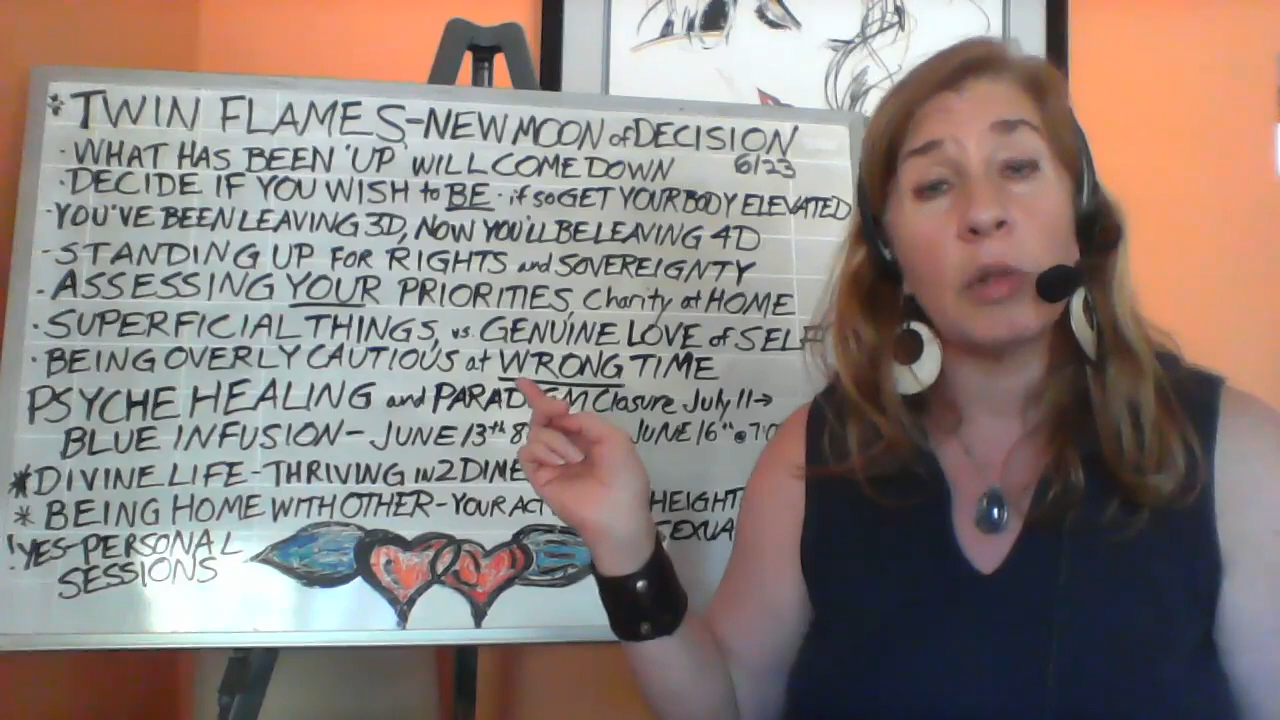 * TWIN FLAMES-NEW MOON of DECISION
6/23
· WHAT HAS BEEN 'UP' WILL COME DOWN
· DECIDE IF YOU WISH to BE - if so GET YOUR BODY ELEVATED
· YOU'VE BEEN LEAVING 3D, NOW YOU'LL BE LEAVING 4D
- STANDING UP FOR RIGHTS and SOVEREIGNTY
· ASSESSING YOUR PRIORITIES, Charity at HOME
· SUPERFICIAL THINGS, vs. GENUINE LOVE of SELF
· BEING OVERLY CAUTIOUS at WRONG TIME
PSYCHE HEALING and PARADIGM Closure July 11→
BLUE INFUSION - JUNE 13th 8 JUNE 16th @ 7:0
* DIVINE LIFE - THRIVING in 2 DIME
* BEING HOME WITH OTHER - YOUR ACT HEIGHT
SEXUA
! YES - PERSONAL
SESSIONS